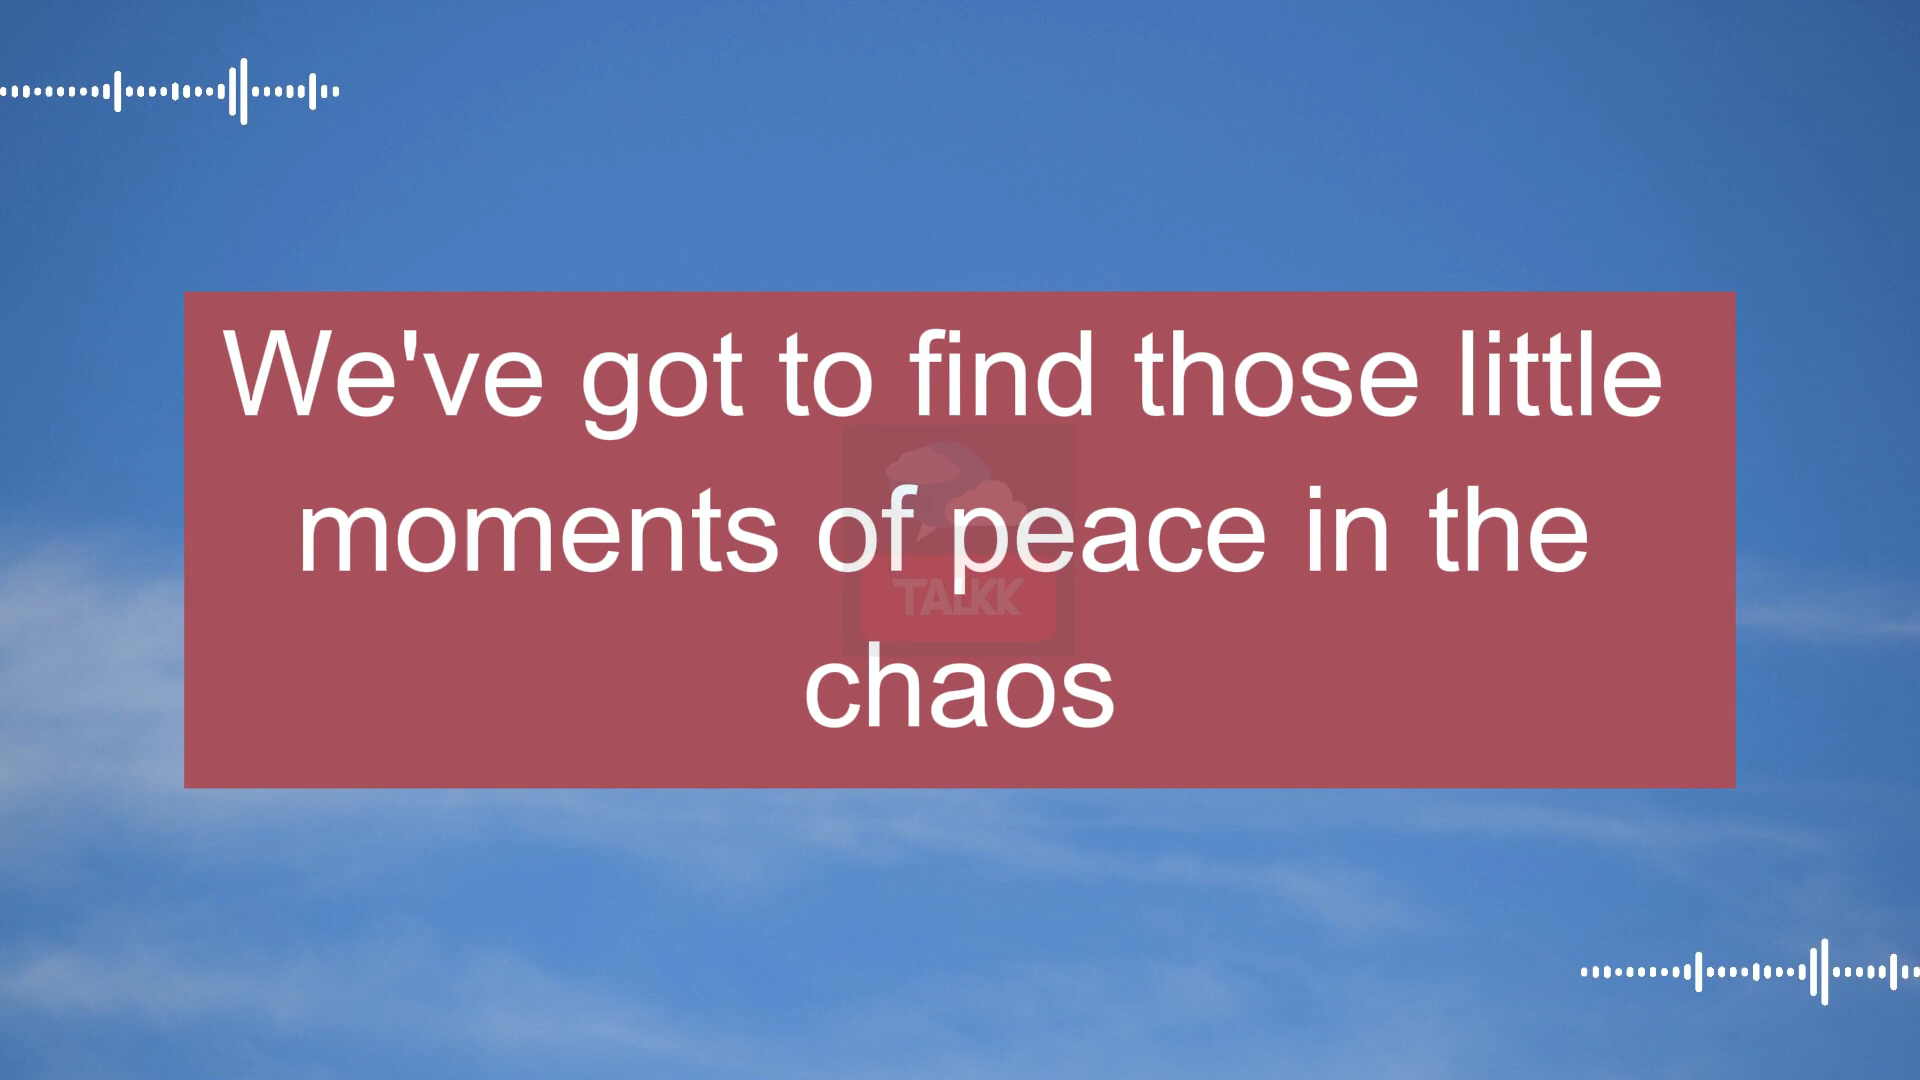 We've got to find those little
moments of peace in the
TALKK
chaos